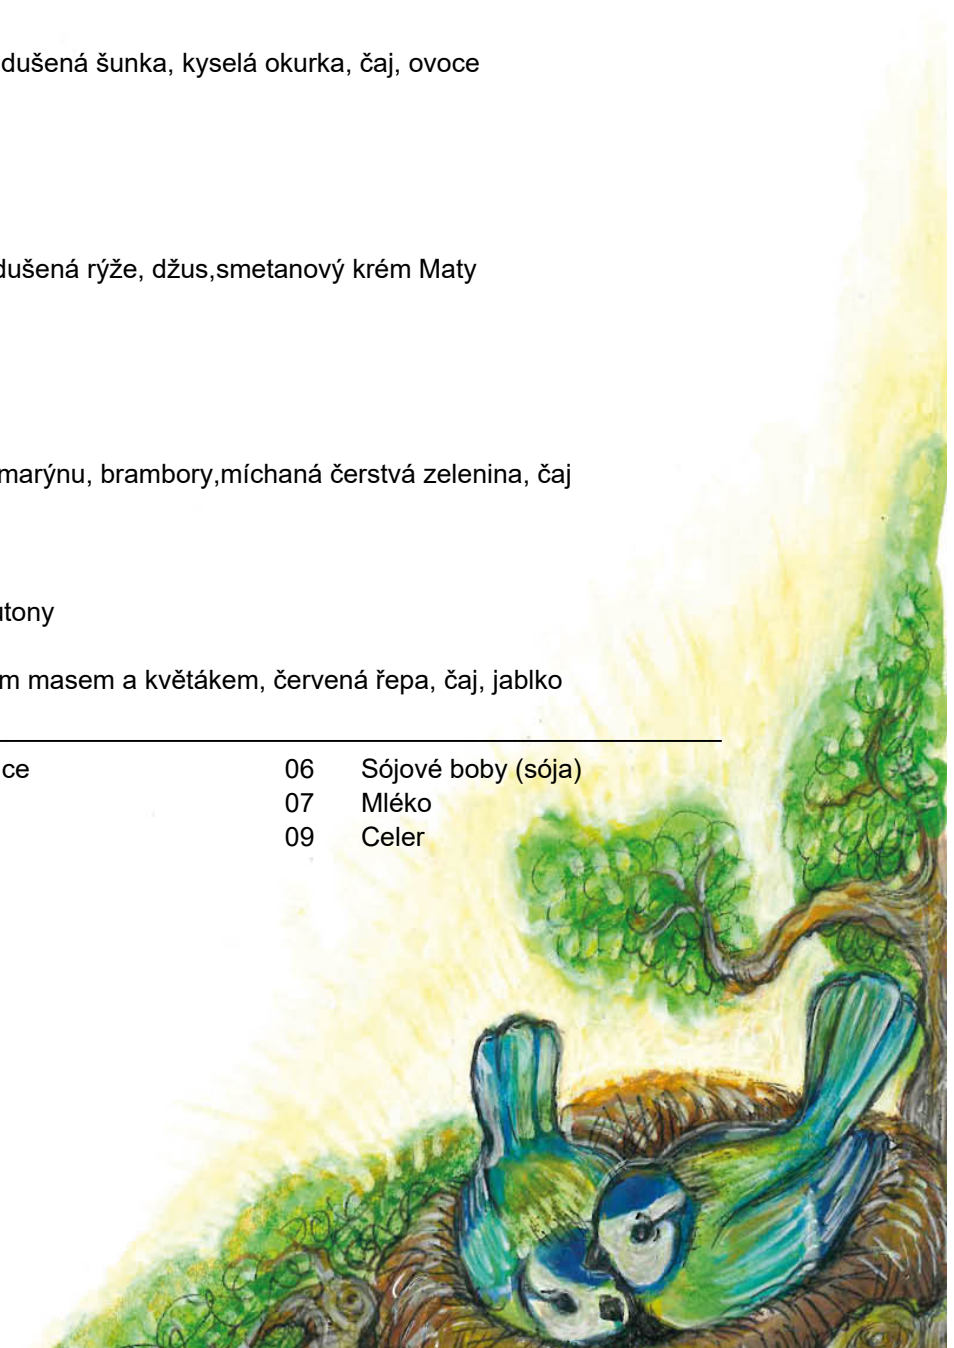 dušená šunka, kyselá okurka, čaj, ovoce
dušená rýže, džus,smetanový krém Maty
marýnu, brambory,míchaná čerstvá zelenina, čaj
utony
m masem a květákem, červená řepa, čaj, jablko
ce 06 Sójové boby (sója)
07 Mléko
09 Celer